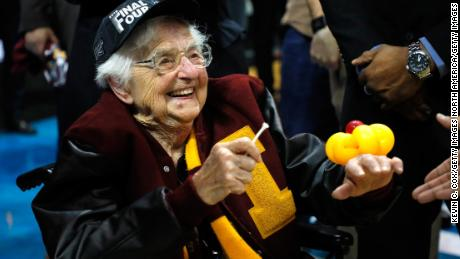 FINAL
FOUR
KEVIN C. COX/GETTY IMAGES NORTH AMERICA/GETTY IMAGES